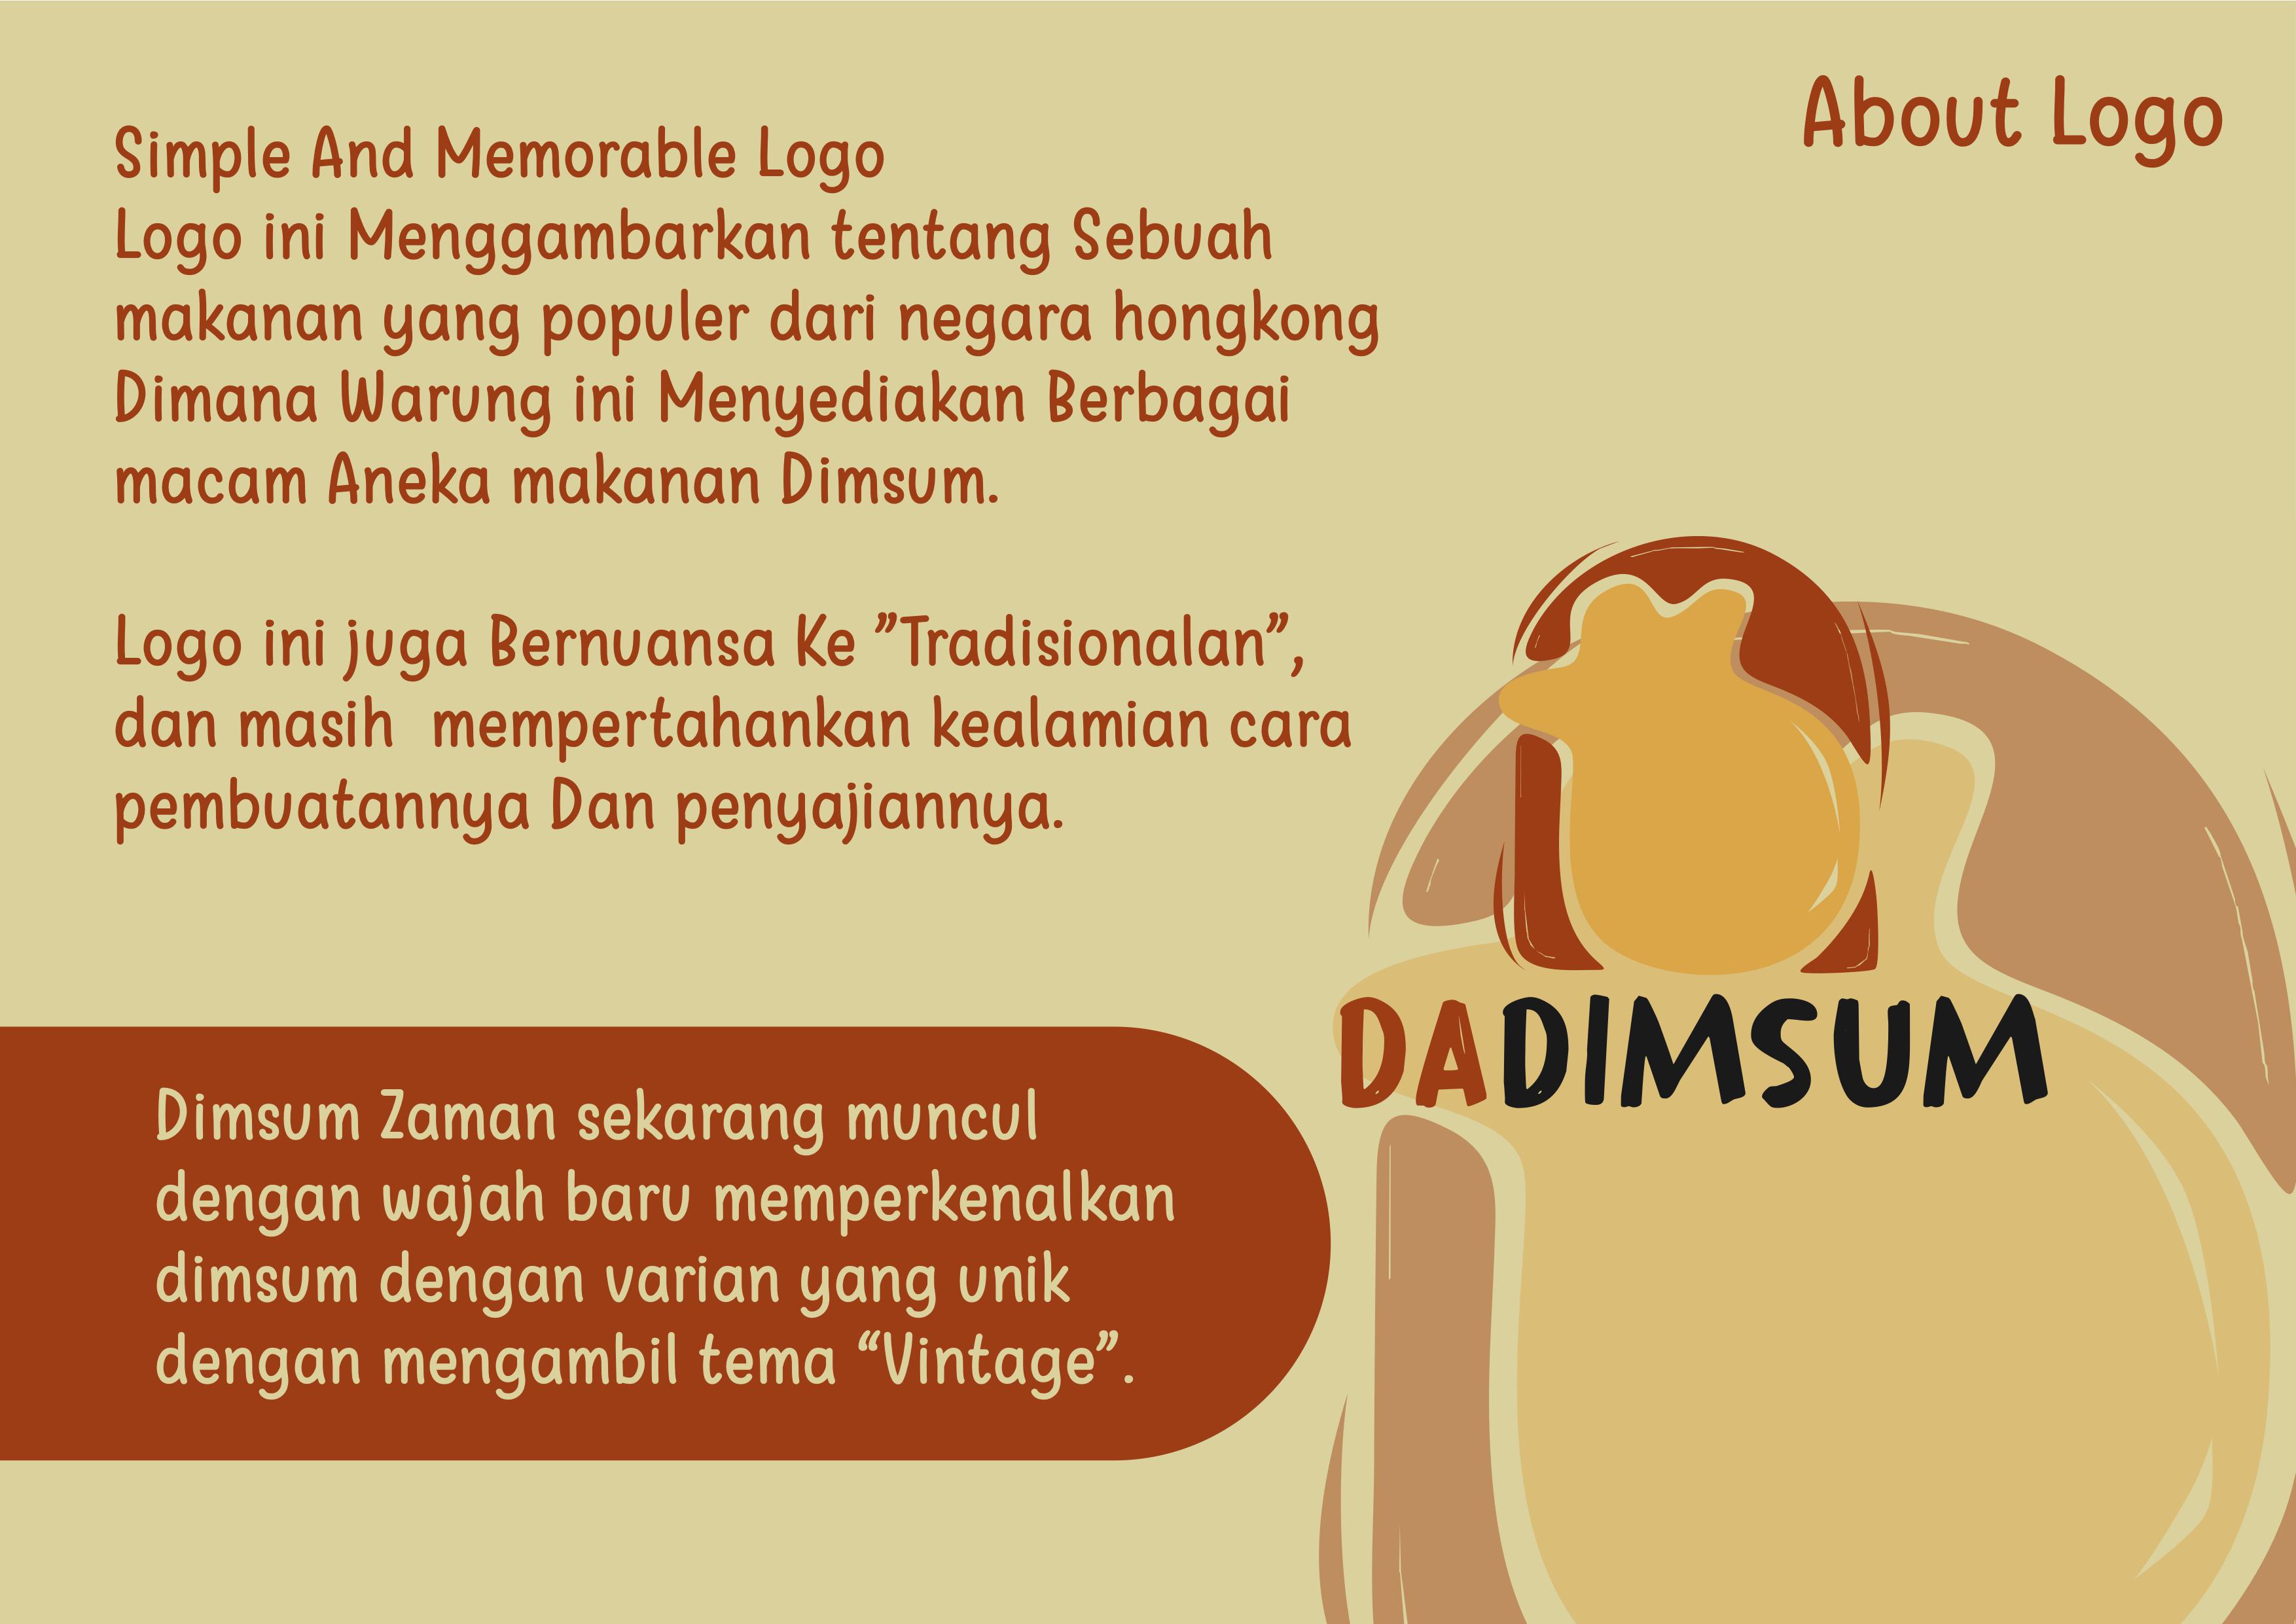 About Logo
Simple And Memorable Logo
Logo ini Menggambarkan tentang Sebuah
makanan yang populer dari negara hongkong
Dimana Warung ini Menyediakan Berbagai
macam Aneka makanan Dimsum.
Logo ini juga Bernuansa Ke ”Tradisionalan”,
dan masih mempertahankan kealamian cara
pembuatannya Dan penyajiannya.
DADIMSUM
Dimsum Zaman sekarang muncul
dengan wajah baru memperkenalkan
dimsum dengan varian yang unik
dengan mengambil tema “Vintage”.